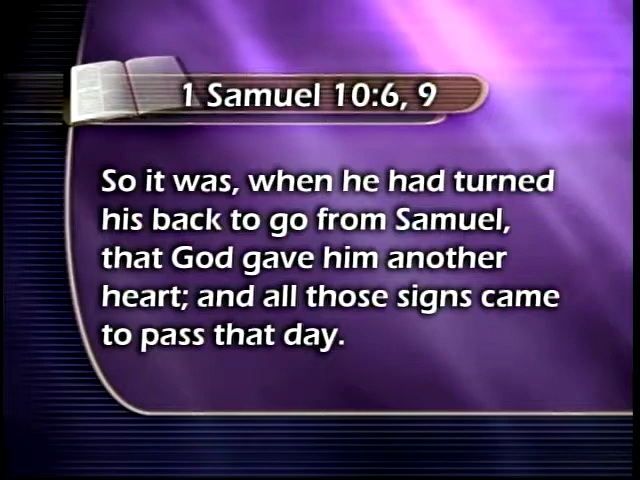 1 Samuel 10:6, 9
So it was, when he had turned
his back to go from Samuel,
that God gave him another
heart; and all those signs came
to pass that day.